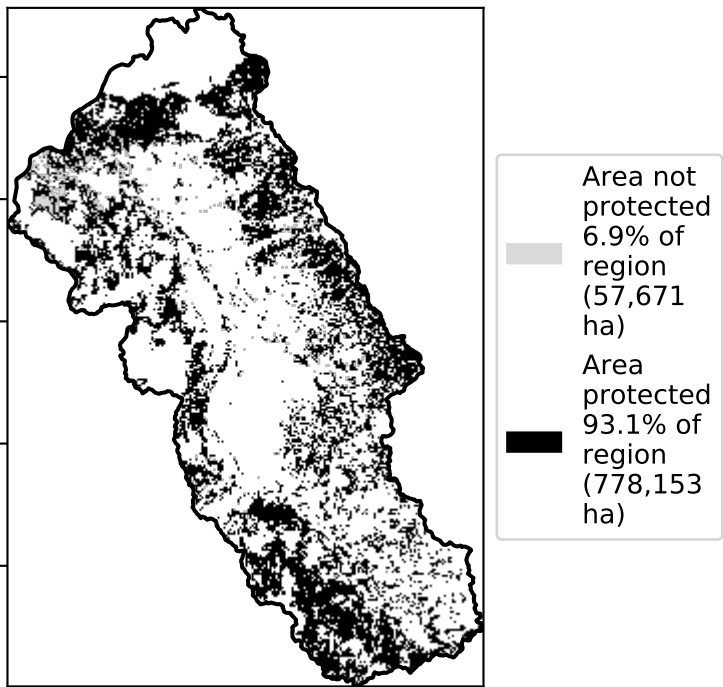 Area not
protected
6.9% of
region
(57,671
ha)
Area
protected
93.1% of
region
(778,153
ha)